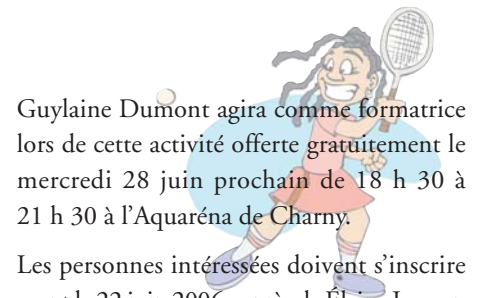 Guylaine Dumont agira comme formatrice
lors de cette activité offerte gratuitement le
mercredi 28 juin prochain de 18 h 30 à
21 h 30 à l'Aquaréna de Charny.
Les personnes intéressées doivent s'inscrire